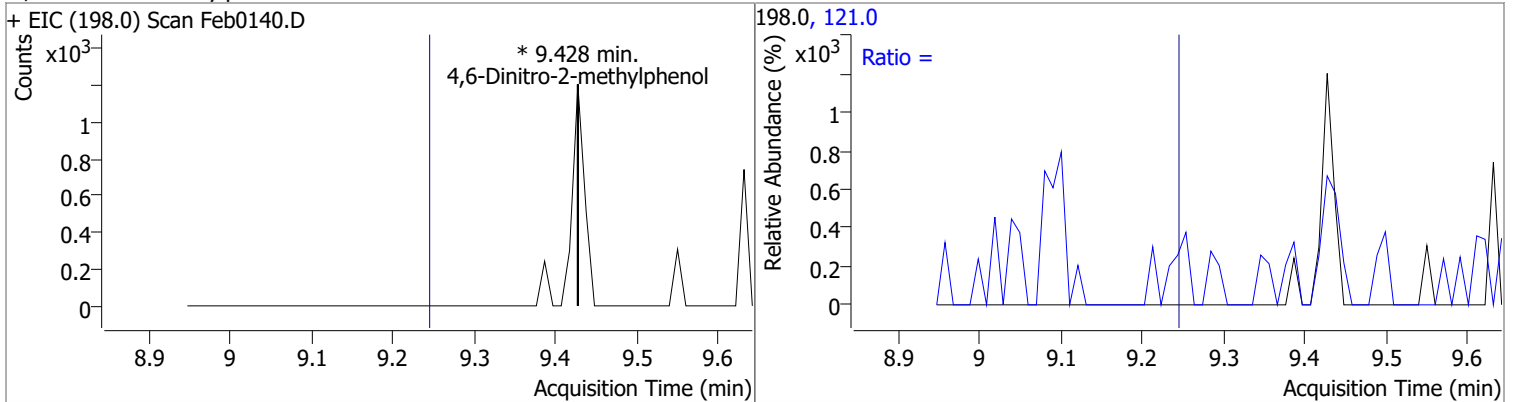 + EIC (198.0) Scan Feb0140.D
Counts
x10³
* 9.428 min.
4,6-Dinitro-2-methylphenol
1
0.8
0.6
0.4
0.2
0
8.9 9 9.1 9.2 9.3 9.4 9.5 9.6
Acquisition Time (min)
198.0, 121.0
Relative Abundance (%)
x10³
Ratio =
1
0.8
0.6
0.4
0.2
0
8.9 9 9.1 9.2 9.3 9.4 9.5 9.6
Acquisition Time (min)